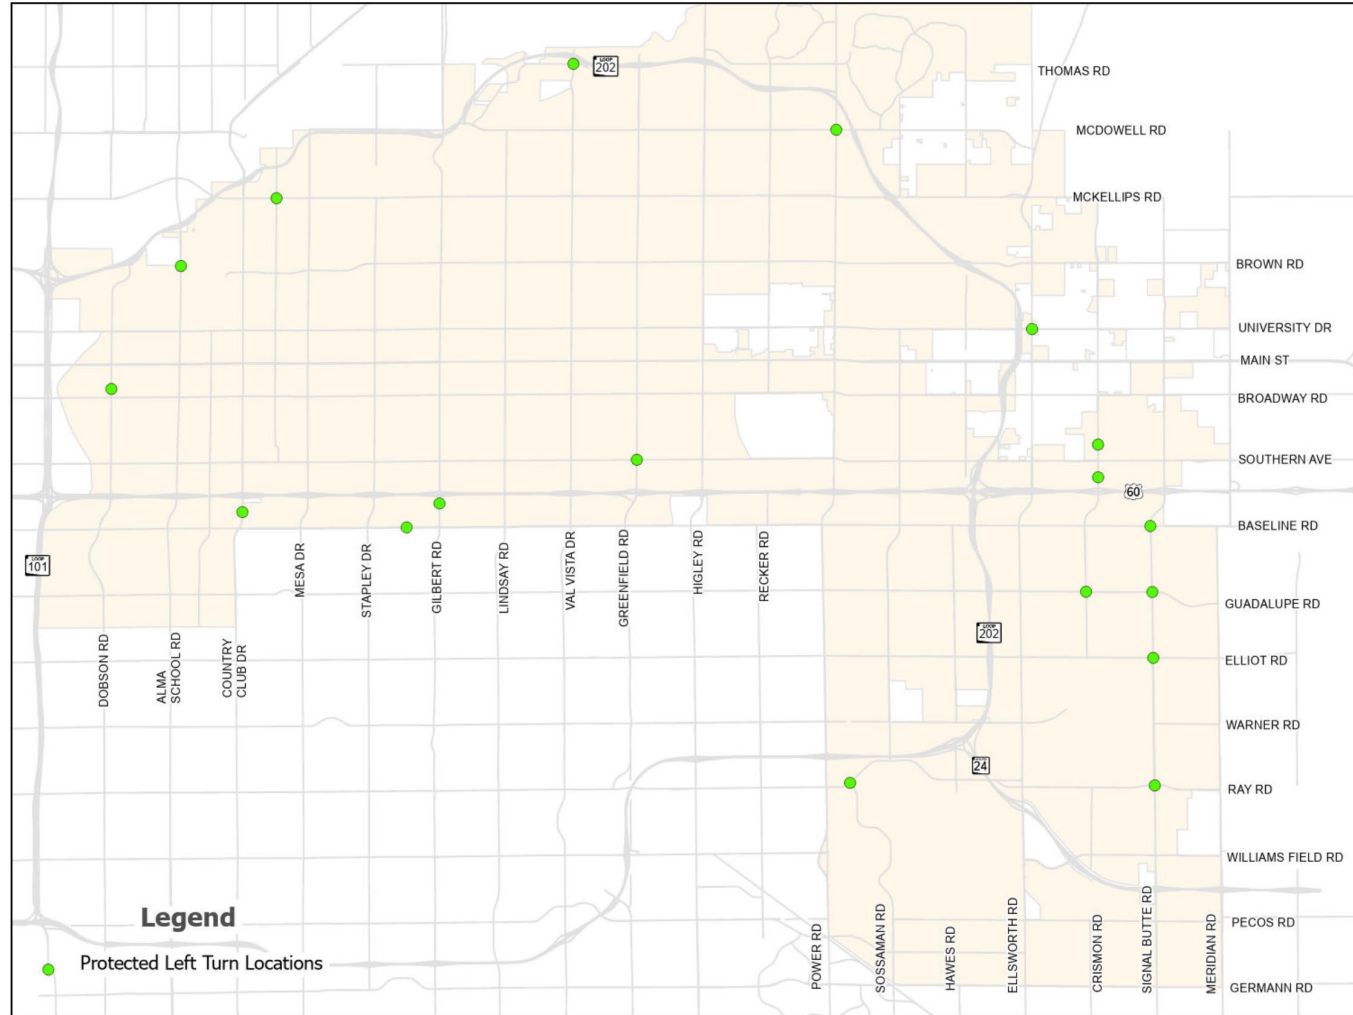 LOOP
202
THOMAS RD
MCDOWELL RD
MCKELLIPS RD
BROWN RD
UNIVERSITY DR
MAIN ST
BROADWAY RD
SOUTHERN AVE
60
BASELINE RD
LOOP
101
MESA DR
STAPLEY DR
GILBERT RD
LINDSAY RD
VAL VISTA DR
GREENFIELD RD
HIGLEY RD
RECKER RD
GUADALUPE RD
LOOP
202
DOBSON RD
ALMA
SCHOOL RD
COUNTRY
CLUB DR
ELLIOT RD
WARNER RD
24
RAY RD
WILLIAMS FIELD RD
Legend
Protected Left Turn Locations
POWER RD
SOSSAMAN RD
HAWES RD
ELLSWORTH RD
CRISMON RD
SIGNAL BUTTE RD
MERIDIAN RD
PECOS RD
GERMANN RD